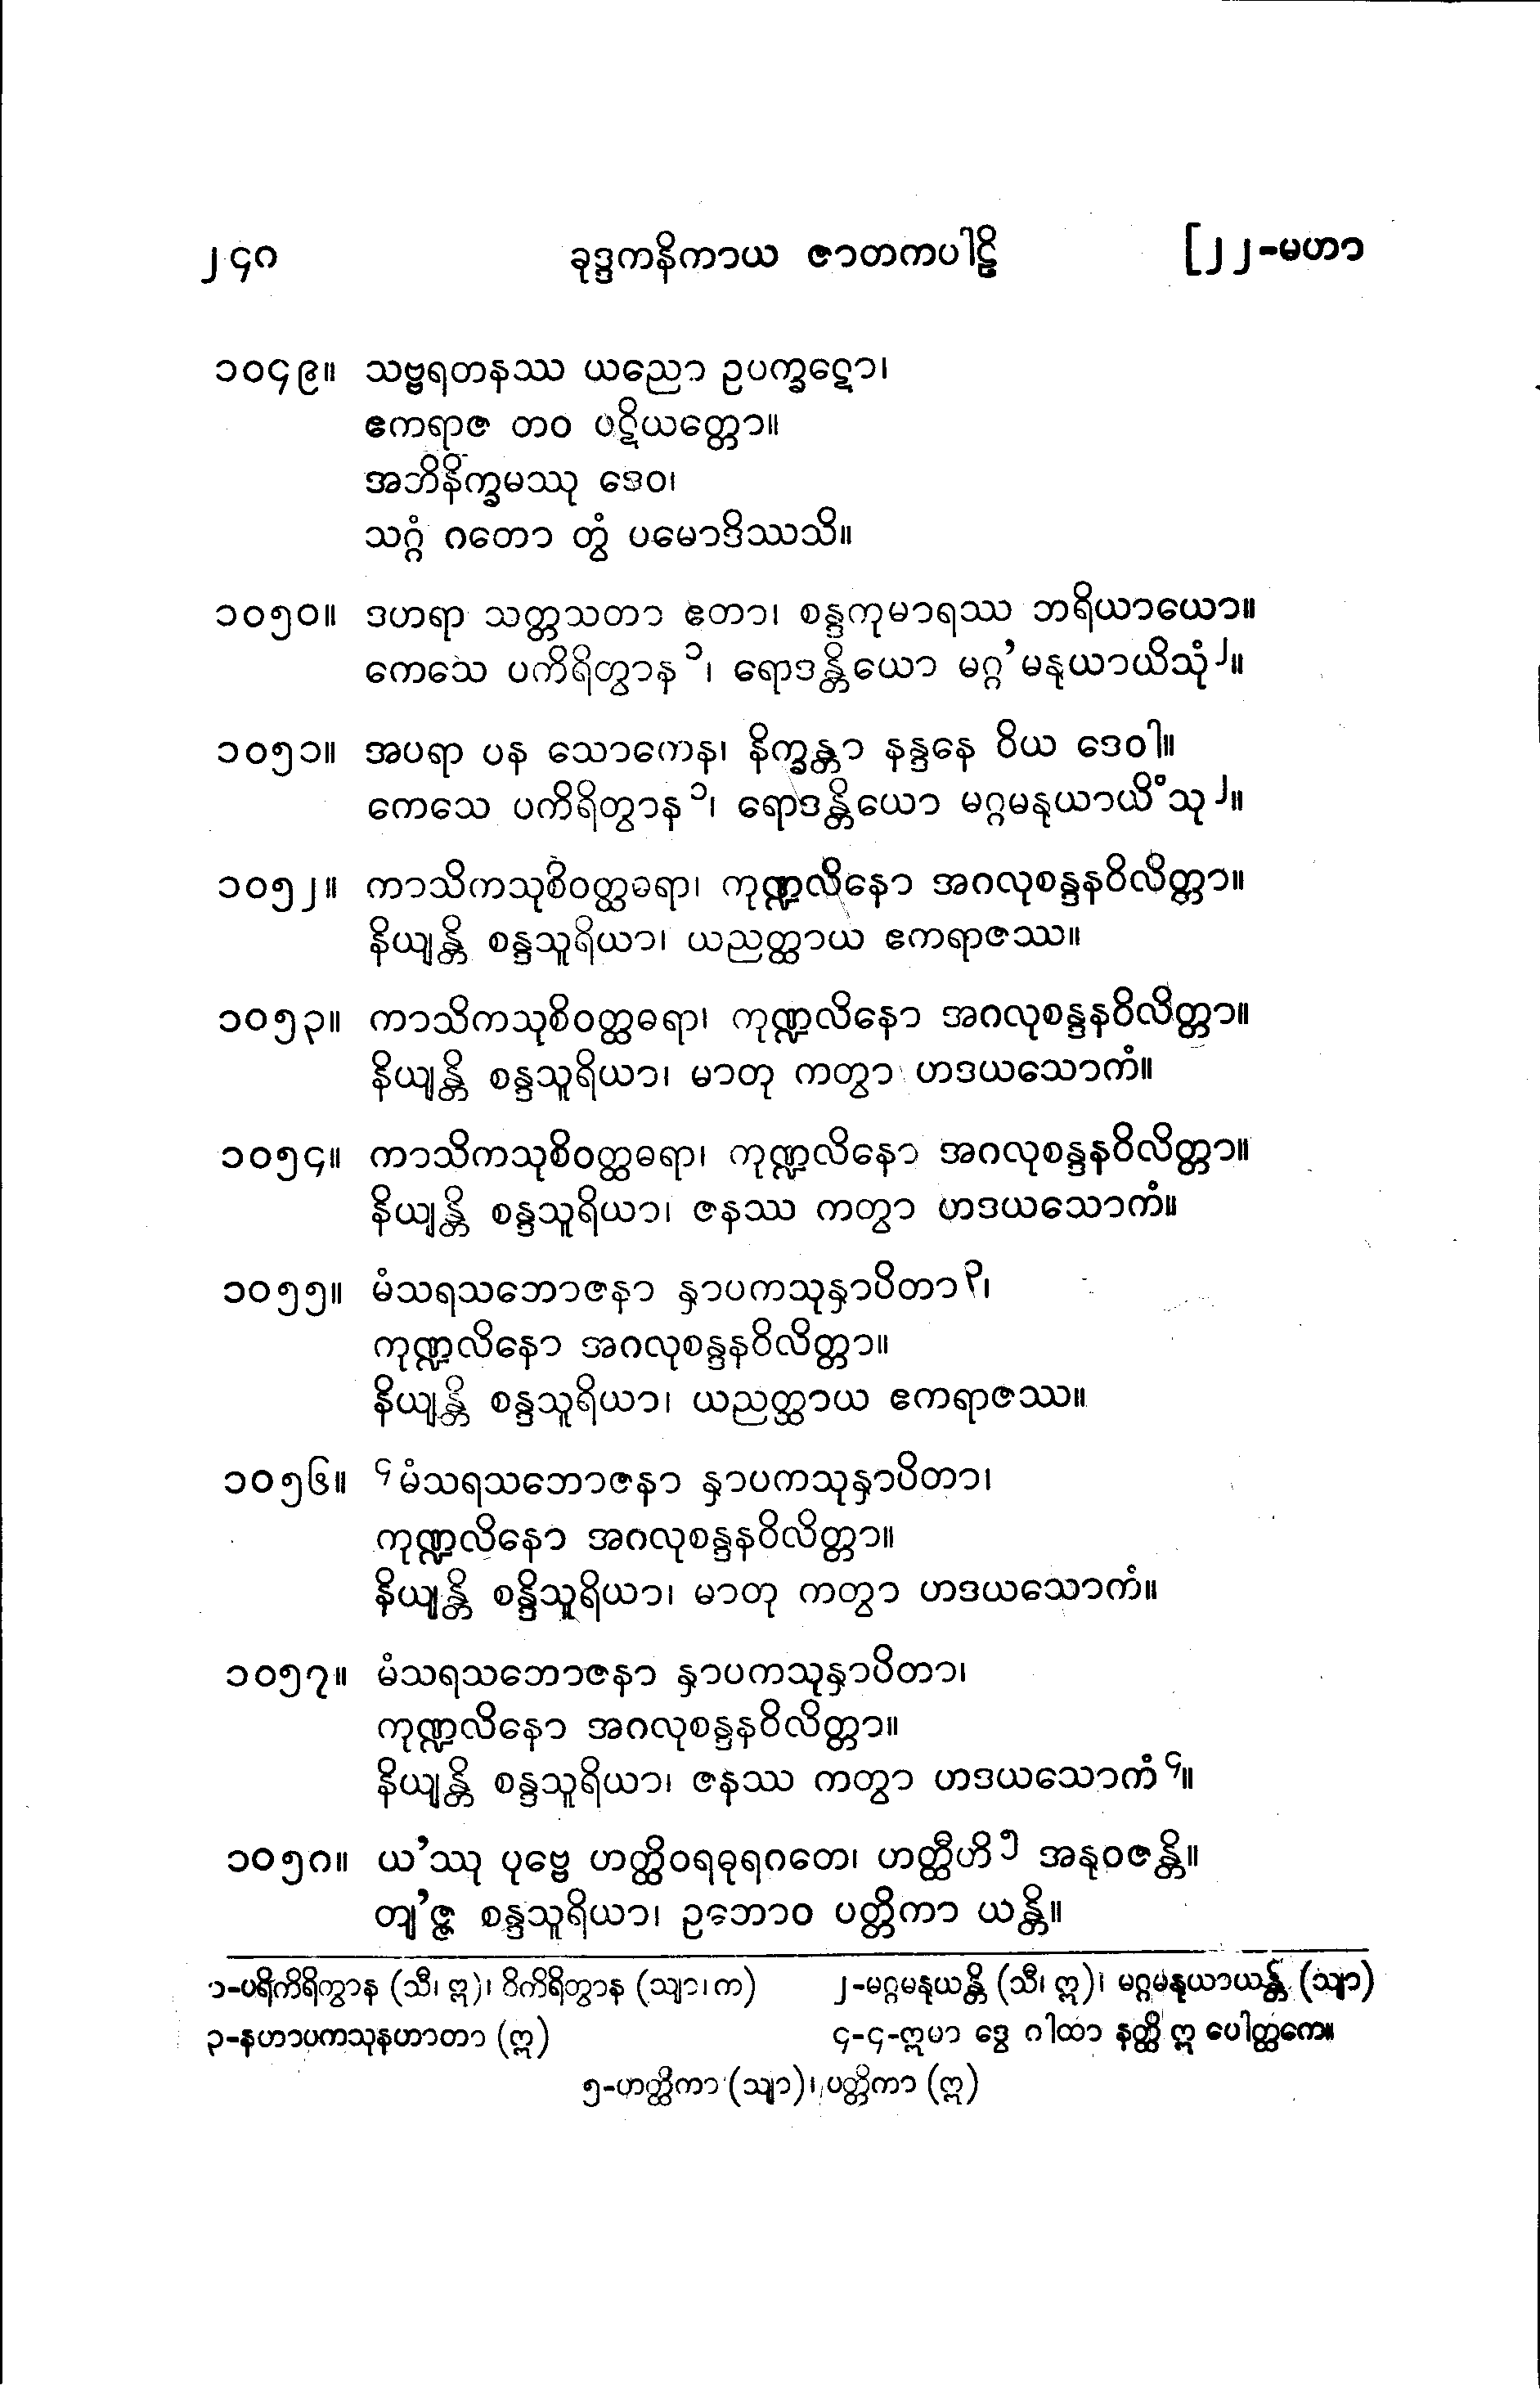 ၂၄၈ ခုဒ္ဒကနိကာယ ဇာတကပါဠိ [၂၂-မဟာ
၁၀၄၉။ သဗ္ဗရတနဿ ယညော ဥပက္ခဋော၊
ဧကရာဇ တဝ ပဋိယတ္တော။
အဘိနိက္ခမဿု ဒေဝ၊
သဂ္ဂံ ဂတော တွံ ပမောဒိဿသိ။
၁၀၅၀။ ဒဟရာ သတ္တသတာ ဧတာ၊ စန္ဒကုမာရဿ ဘရိယာယော။
ကေသေ ပကိရိတွာန၁၊ ရောဒန္တိယော မဂ္ဂ’မနုယာယိသုံ၂။
၁၀၅၁။ အပရာ ပန သောကေန၊ နိက္ခန္တာ နန္ဒနေ ဝိယ ဒေဝါ။
ကေသေ ပကိရိတွာန၁၊ ရောဒန္တိယော မဂ္ဂမနုယာယိံသု၂။
၁၀၅၂။ ကာသိကသုစိဝတ္ထဓရာ၊ ကုဏ္ဍလိနော အဂလုစန္ဒနဝိလိတ္တာ။
နိယျန္တိ စန္ဒသူရိယာ၊ ယညတ္ထာယ ဧကရာဇဿ။
၁၀၅၃။ ကာသိကသုစိဝတ္ထဓရာ၊ ကုဏ္ဍလိနော အဂလုစန္ဒနဝိလိတ္တာ။
နိယျန္တိ စန္ဒသူရိယာ၊ မာတု ကတွာ ဟဒယသောကံ။
၁၀၅၄။ ကာသိကသုစိဝတ္ထဓရာ၊ ကုဏ္ဍလိနော အဂလုစန္ဒနဝိလိတ္တာ။
နိယျန္တိ စန္ဒသူရိယာ၊ ဇနဿ ကတွာ ဟဒယသောကံ။
၁၀၅၅။ မံသရသဘောဇနာ နှာပကသုနှာပိတာ၃၊
ကုဏ္ဍလိနော အဂလုစန္ဒနဝိလိတ္တာ။
နိယျန္တိ စန္ဒသူရိယာ၊ ယညတ္ထာယ ဧကရာဇဿ။
၁၀၅၆။ ၄မံသရသဘောဇနာ နှာပကသုနှာပိတာ၊
ကုဏ္ဍလိနော အဂလုစန္ဒနဝိလိတ္တာ။
နိယျန္တိ စန္ဒိသူရိယာ၊ မာတု ကတွာ ဟဒယသောကံ။
၁၀၅၇။ မံသရသဘောဇနာ နှာပကသုနှာပိတာ၊
ကုဏ္ဍလိနော အဂလုစန္ဒနဝိလိတ္တာ။
နိယျန္တိ စန္ဒသူရိယာ၊ ဇနဿ ကတွာ ဟဒယသောကံ၄။
၁၀၅၈။ ယ’ဿု ပုဗ္ဗေ ဟတ္ထိဝရဓုရဂတေ၊ ဟတ္ထီဟိ၅ အနုဝဇန္တိ။
တျ’ဇ္ဇ စန္ဒသူရိယာ၊ ဥဘောဝ ပတ္တိကာ ယန္တိ။
၁-ပရိကိရိတွာန (သီ၊ ဣ)၊ ဝိကိရိတွာန (သျာ၊ က) ၂-မဂ္ဂမနုယန္တိ (သီ၊ ဣ)၊ မဂ္ဂမနုယာယန္တိ (သျာ)
၃-နဟာပကသုနဟာတာ (ဣ) ၄-၄-ဣမာ ဒွေ ဂါထာ နတ္ထိ ဣ ပေါတ္ထကေ။
၅-ဟတ္ထိကာ (သျာ)၊ ပတ္တိကာ (ဣ)